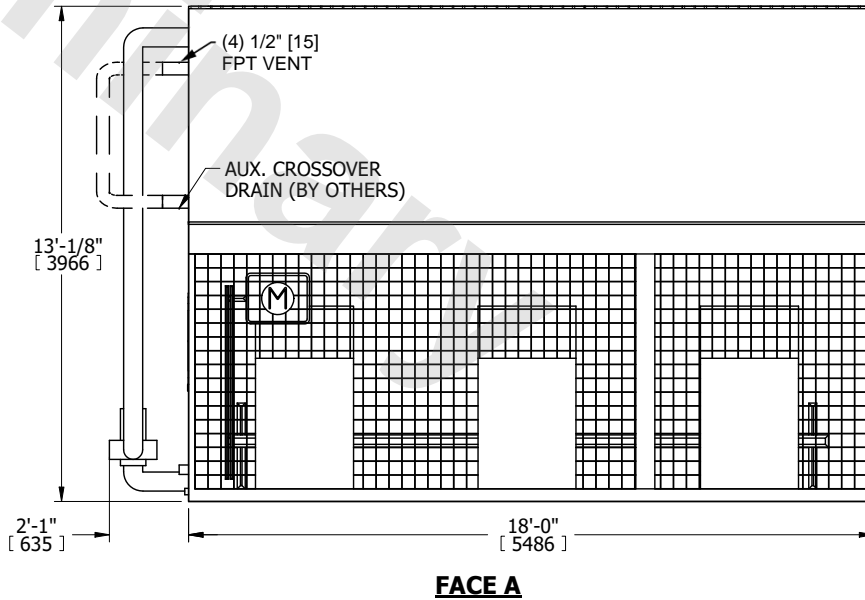 (4) 1/2" [15]
FPT VENT
AUX. CROSSOVER
DRAIN (BY OTHERS)
13'-1/8"
[ 3966 ]
M
2'-1"
[ 635 ]
18'-0"
[ 5486 ]
FACE A
inary